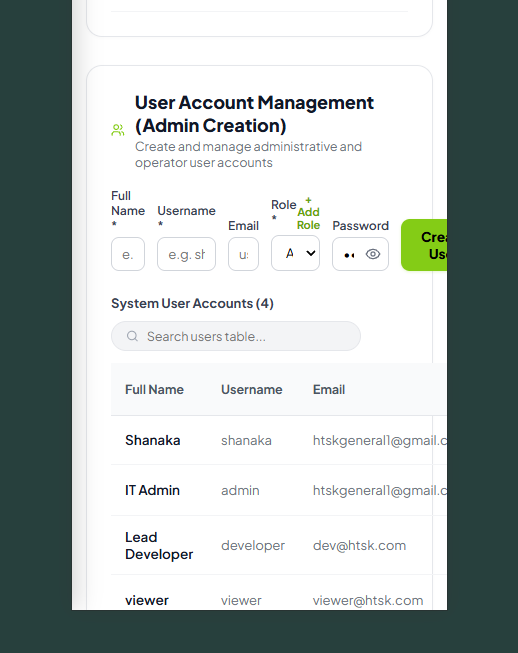 User Account Management
(Admin Creation)
Create and manage administrative and
operator user accounts
Full
Name
*
Username
*
Email
Role
*
+
Add
Role
Password
e.
e.g. sh
u
A
Crea
Use
System User Accounts (4)
Search users table...
Full Name Username Email
Shanaka shanaka htskgeneral1@gmail.c
IT Admin admin htskgeneral1@gmail.c
Lead
Developer developer dev@htsk.com
viewer viewer viewer@htsk.com